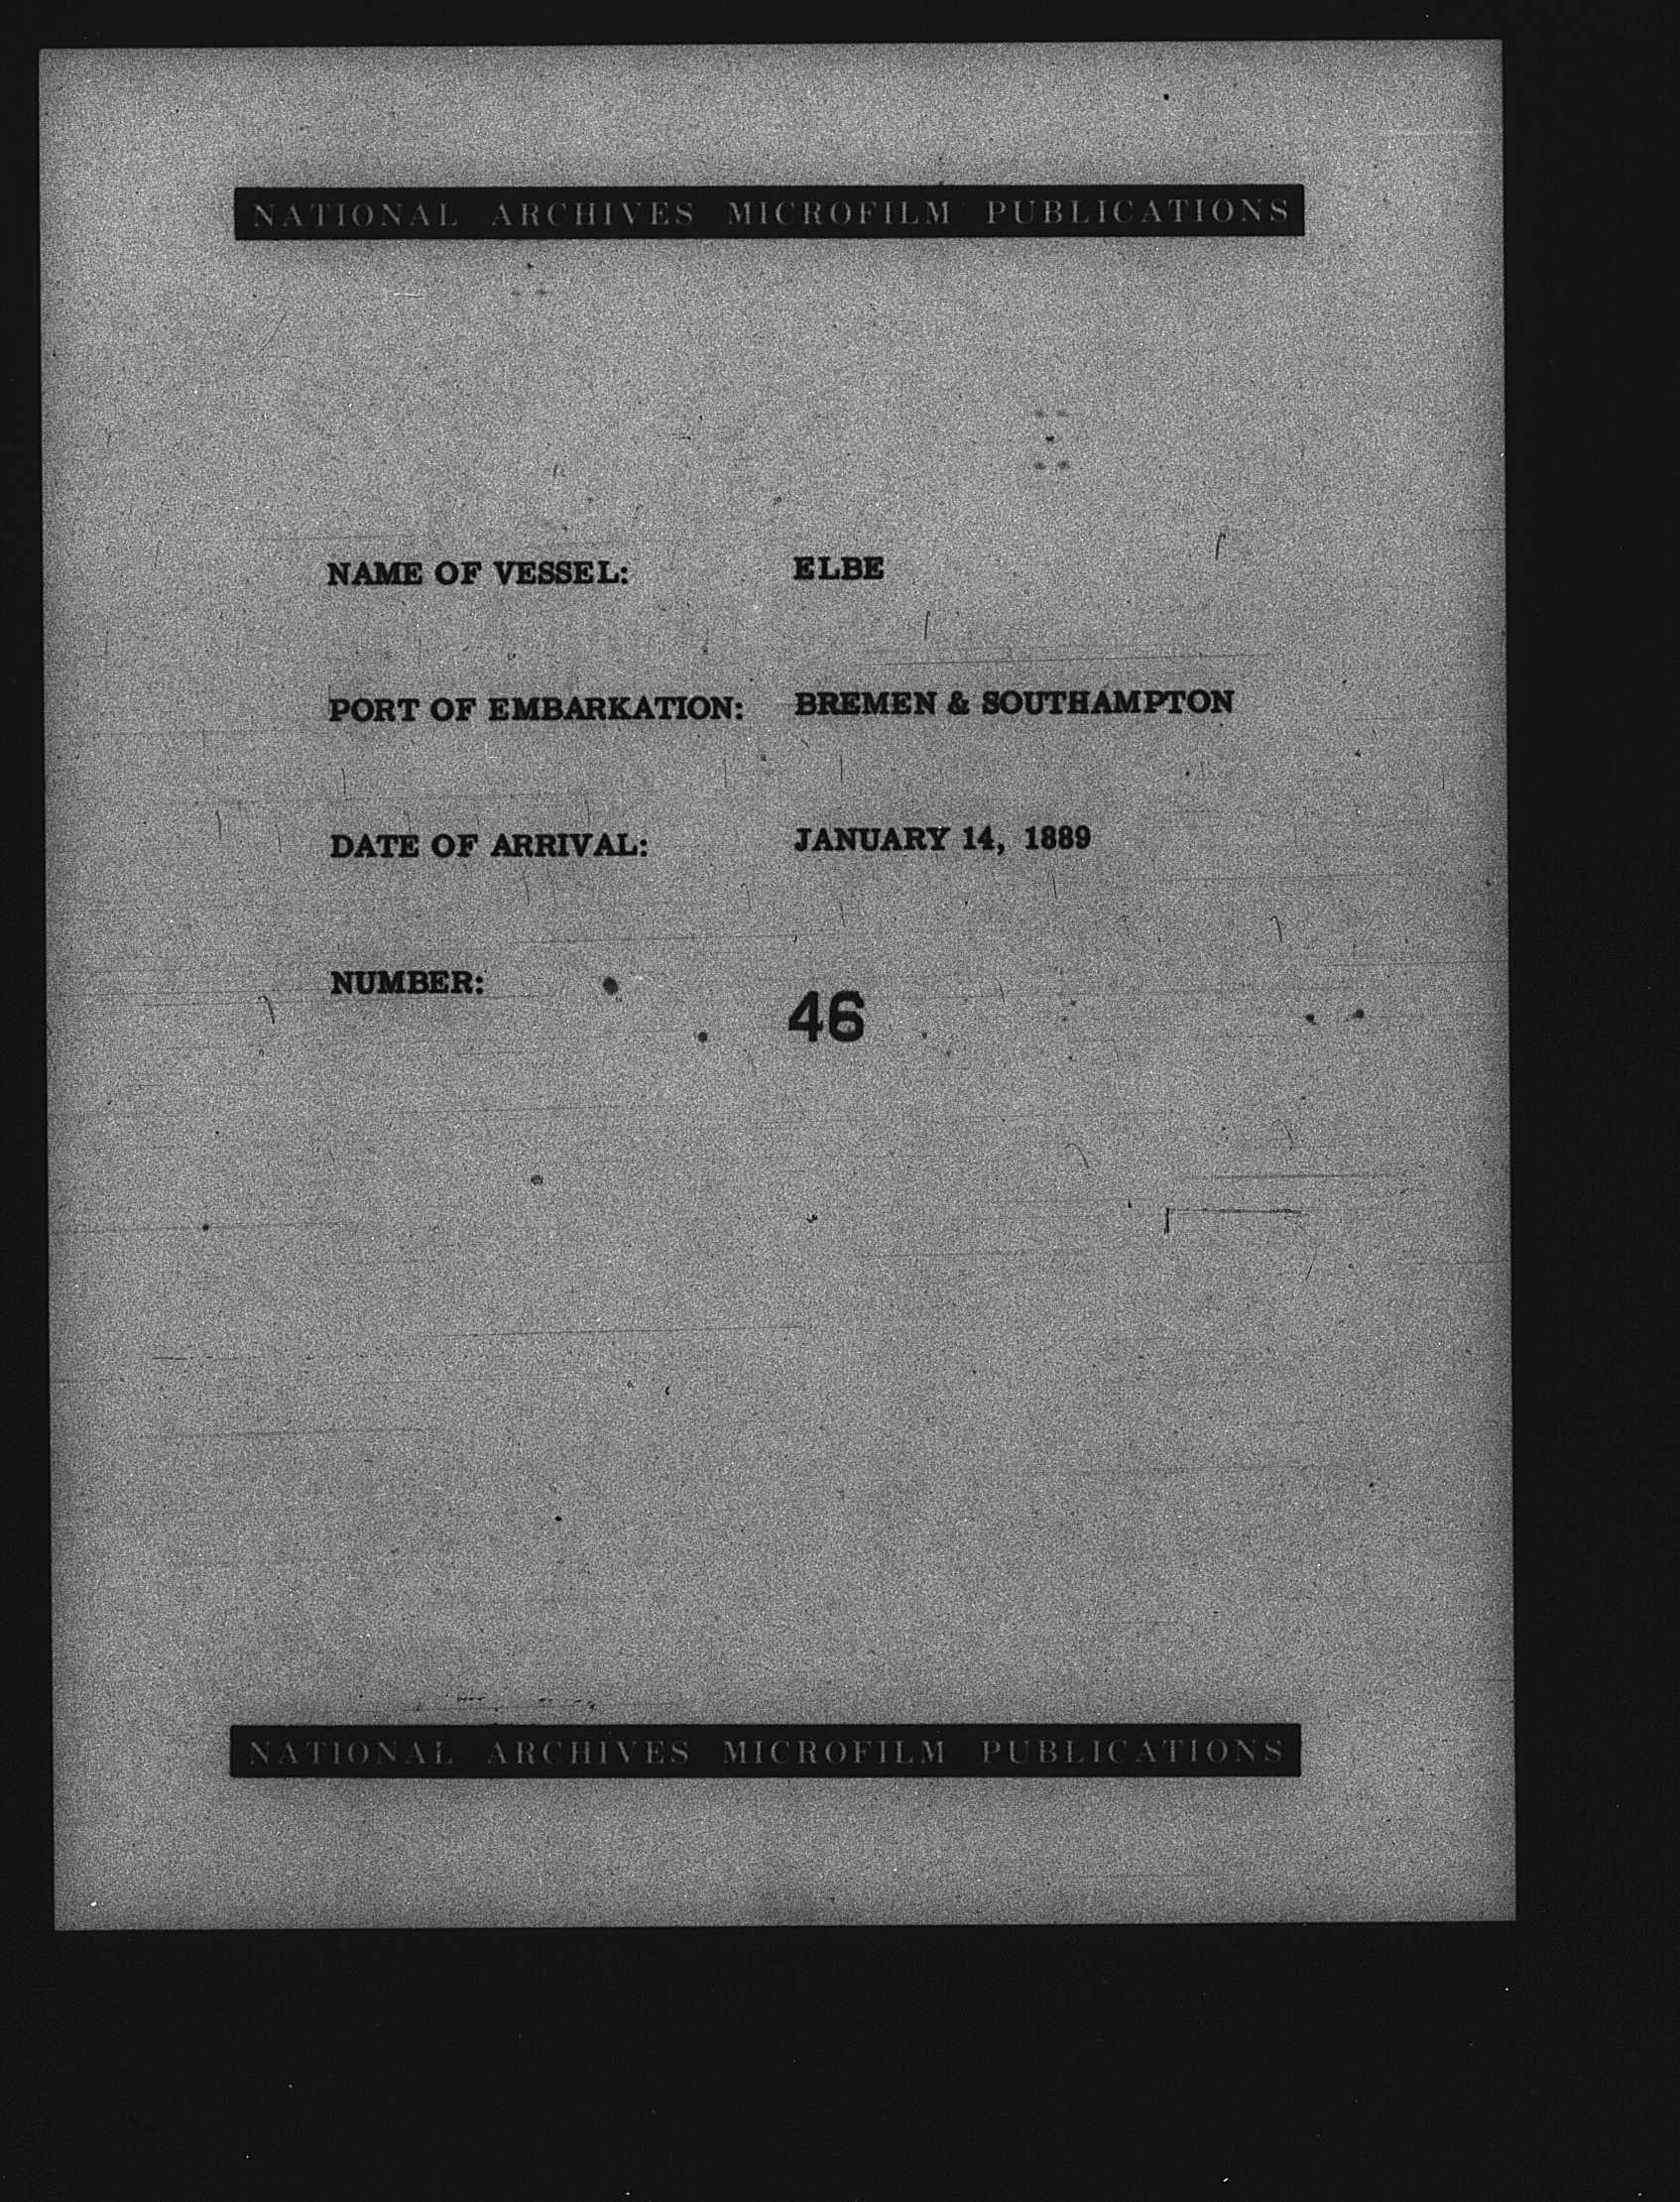 NATIONAL ARCHIVES MICROFILM PUBLICATIONS
NAME OF VESSEL: ELBE
PORT OF EMBARKATION: BREMEN & SOUTHAMPTON
DATE OF ARRIVAL: JANUARY 14, 1889
NUMBER: 46
NATIONAL ARCHIVES MICROFILM PUBLICATIONS